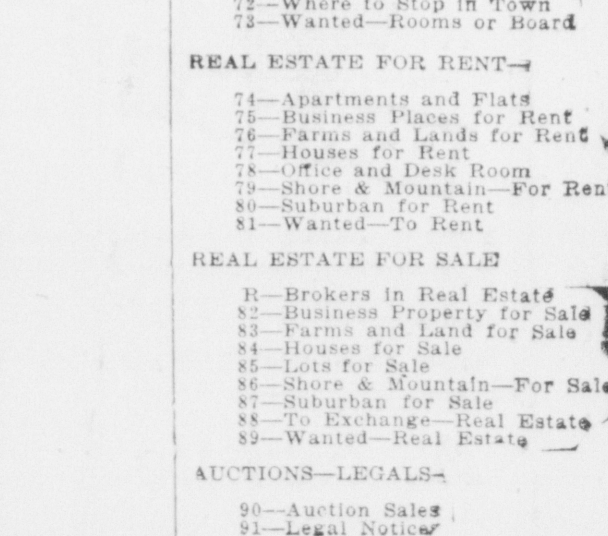 72—Where to Stop in Town
73—Wanted—Rooms or Board
REAL ESTATE FOR RENT—
74—Apartments and Flats
75—Business Places for Rent
76—Farms and Lands for Rent
77—Houses for Rent
78—Office and Desk Room
79—Shore & Mountain—For Rent
80—Suburban for Rent
81—Wanted—To Rent
REAL ESTATE FOR SALE
R—Brokers in Real Estate
82—Business Property for Sale
83—Farms and Land for Sale
84—Houses for Sale
85—Lots for Sale
86—Shore & Mountain—For Sale
87—Suburban for Sale
88—To Exchange—Real Estate
89—Wanted—Real Estate
AUCTIONS—LEGALS—
90—Auction Sales
91—Legal Notices